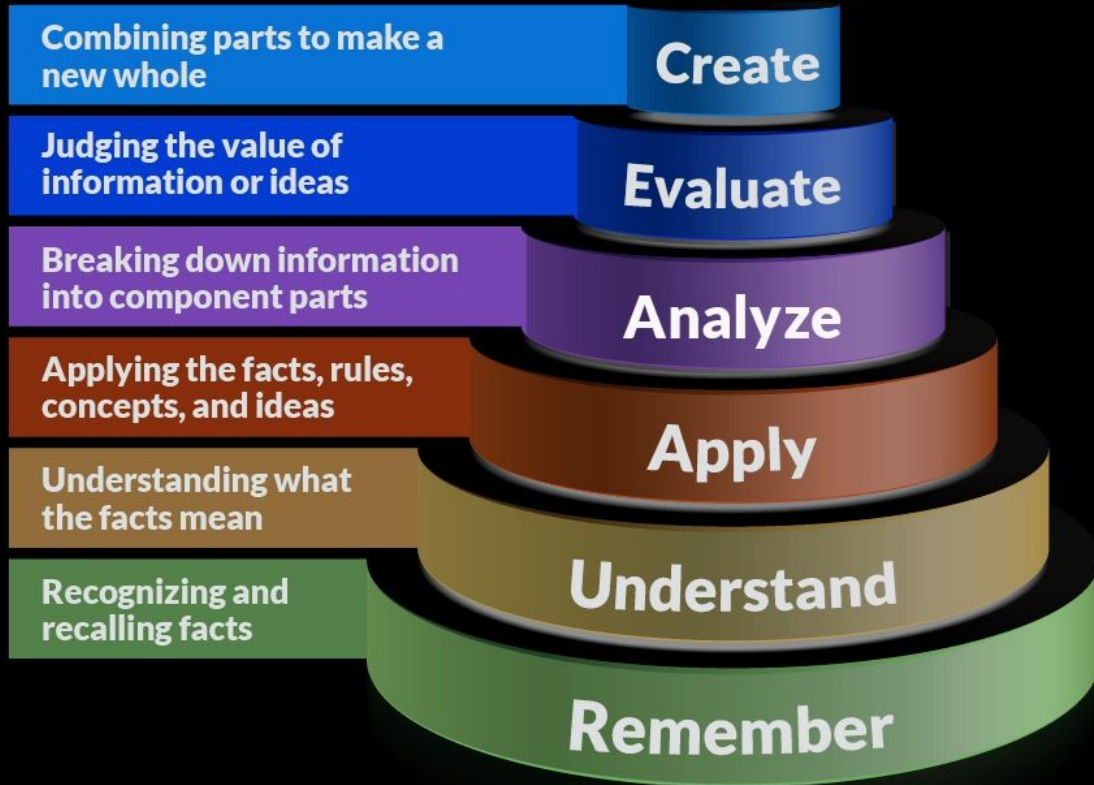 Combining parts to make a
new whole
Create
Judging the value of
information or ideas
Evaluate
Breaking down information
into component parts
Analyze
Applying the facts, rules,
concepts, and ideas
Apply
Understanding what
the facts mean
Understand
Recognizing and
recalling facts
Remember